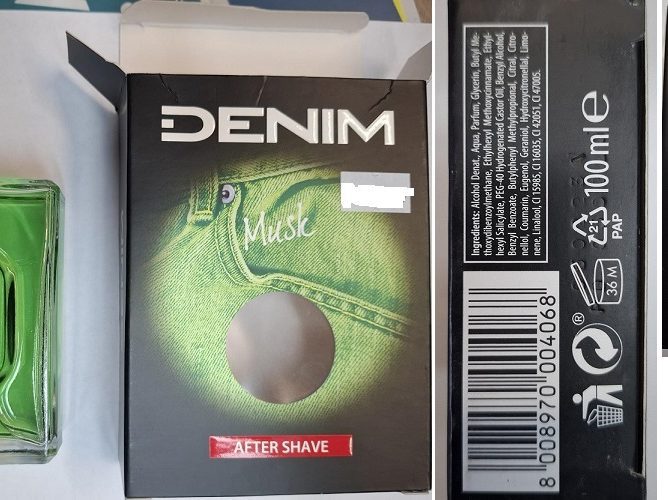 DENIM
Musk
AFTER SHAVE
Ingredients: Alcohol Denat., Aqua, Parfum, Glycerin, Butyl Me-
thoxydibenzoylmethane, Ethylhexyl Methoxycinnamate, Ethyl-
hexyl Salicylate, PEG-40 Hydrogenated Castor Oil, Benzyl Alcohol,
Benzyl Benzoate, Butylphenyl Methylpropional, Citral, Citro-
nellol, Coumarin, Eugenol, Geraniol, Hydroxycitronellal, Limo-
nene, Linalool, CI 15985, CI 16035, CI 42051, CI 47005.
100 ml e
21
PAP
36 M
®
8 008970 004068